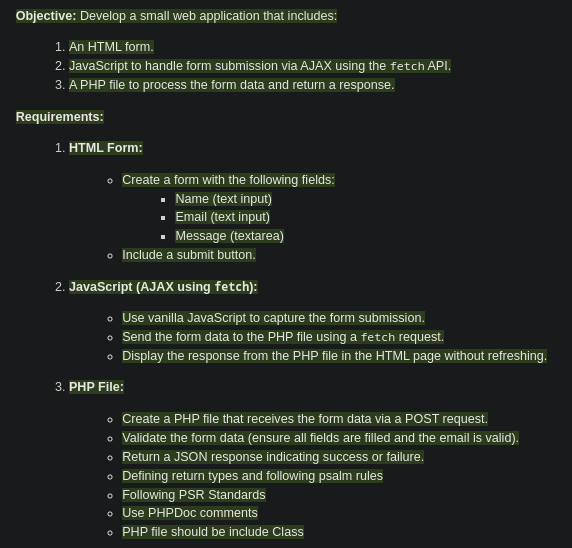 Objective: Develop a small web application that includes:
1. An HTML form.
2. JavaScript to handle form submission via AJAX using the fetch API.
3. A PHP file to process the form data and return a response.
Requirements:
1. HTML Form:
Create a form with the following fields:
Name (text input)
Email (text input)
Message (textarea)
Include a submit button.
2. JavaScript (AJAX using fetch):
Use vanilla JavaScript to capture the form submission.
Send the form data to the PHP file using a fetch request.
Display the response from the PHP file in the HTML page without refreshing.
3. PHP File:
Create a PHP file that receives the form data via a POST request.
Validate the form data (ensure all fields are filled and the email is valid).
Return a JSON response indicating success or failure.
Defining return types and following psalm rules
Following PSR Standards
Use PHPDoc comments
PHP file should be include Class